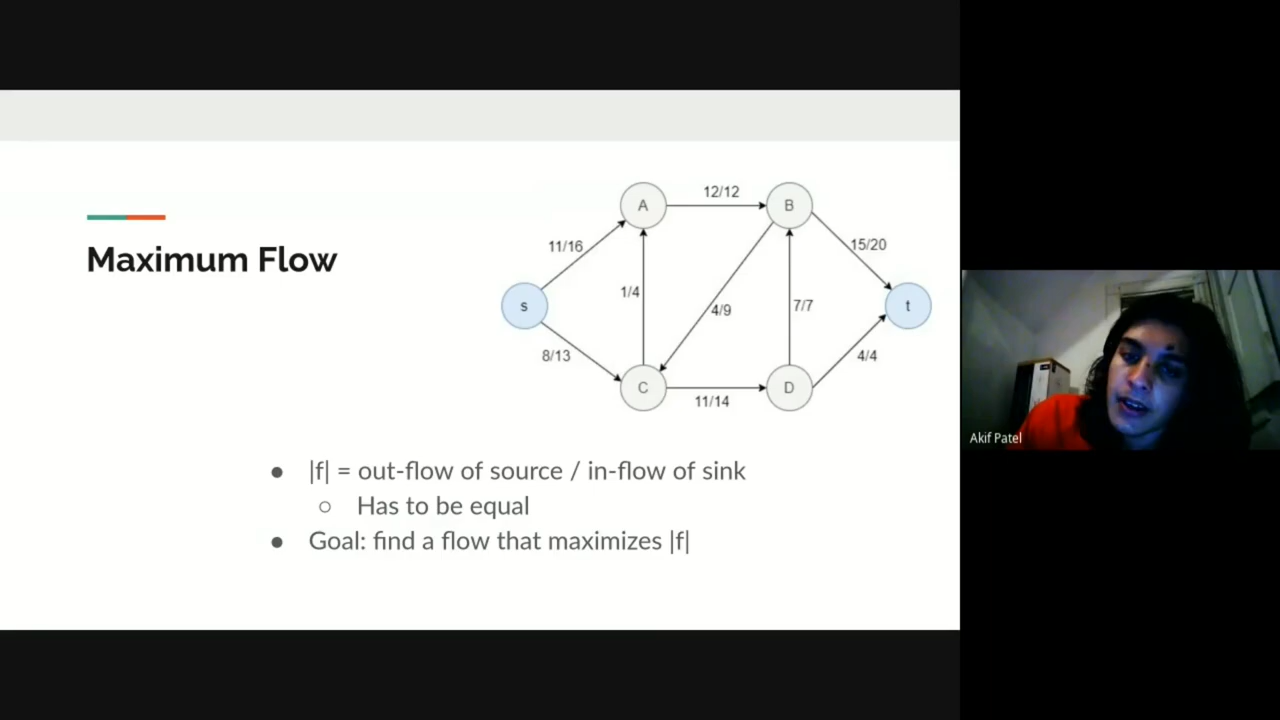 Maximum Flow
A
12/12
B
11/16
15/20
s
1/4
4/9
7/7
t
8/13
4/4
C
11/14
D
● |f| = out-flow of source / in-flow of sink
○ Has to be equal
● Goal: find a flow that maximizes |f|
Akif Patel